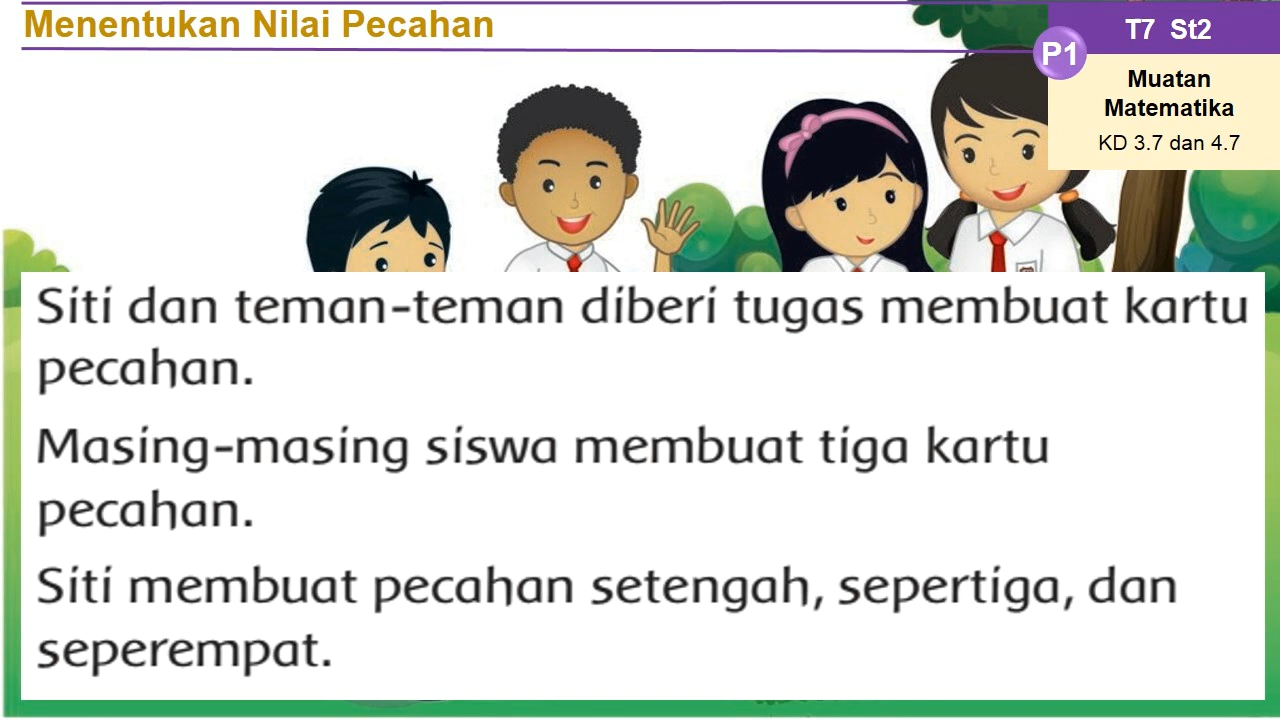 Menentukan Nilai Pecahan
T7 St2
P1
Muatan
Matematika
KD 3.7 dan 4.7
Siti dan teman-teman diberi tugas membuat kartu
pecahan.
Masing-masing siswa membuat tiga kartu
pecahan.
Siti membuat pecahan setengah, sepertiga, dan
seperempat.